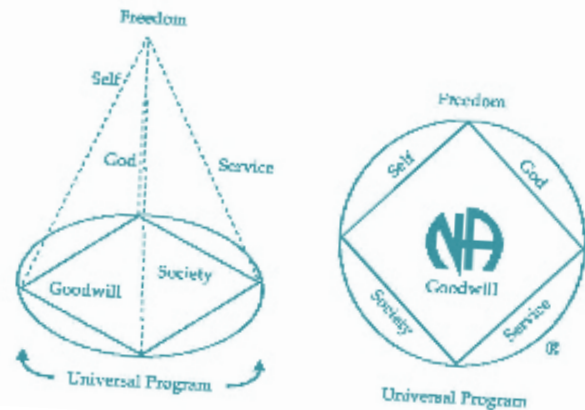 Freedom
Self
God
Service
Goodwill
Society
Universal Program
Freedom
Self
God
NA
Goodwill
Society
Service
®
Universal Program